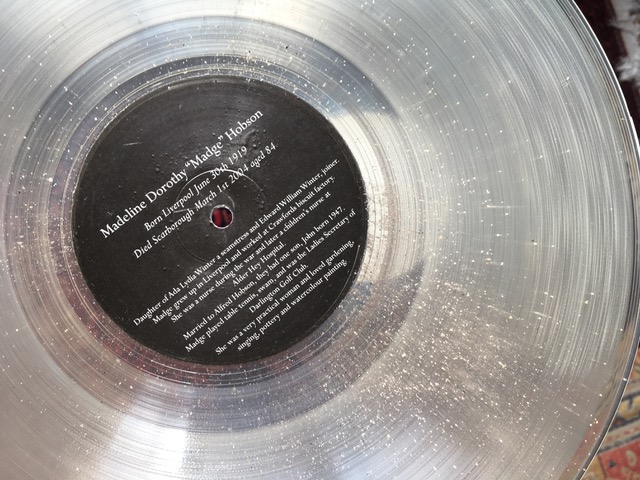 Madeline Dorothy "Madge" Hobson
Born Liverpool June 30th 1919
Died Scarborough March 1st 2004 aged 84
Daughter of Ada Lydia Winter a seamstress and Edward William Winter, joiner.
Madge grew up in Liverpool and worked at Crawfords biscuit factory.
She was a nurse during the war and later a children's nurse at
Alder Hey Hospital.
Married to Alfred Hobson, they had one son, John born 1947.
Madge played table tennis, swam, and was the Ladies Secretary of
Darlington Golf Club.
She was a very practical woman and loved gardening,
singing, pottery and watercolour painting.